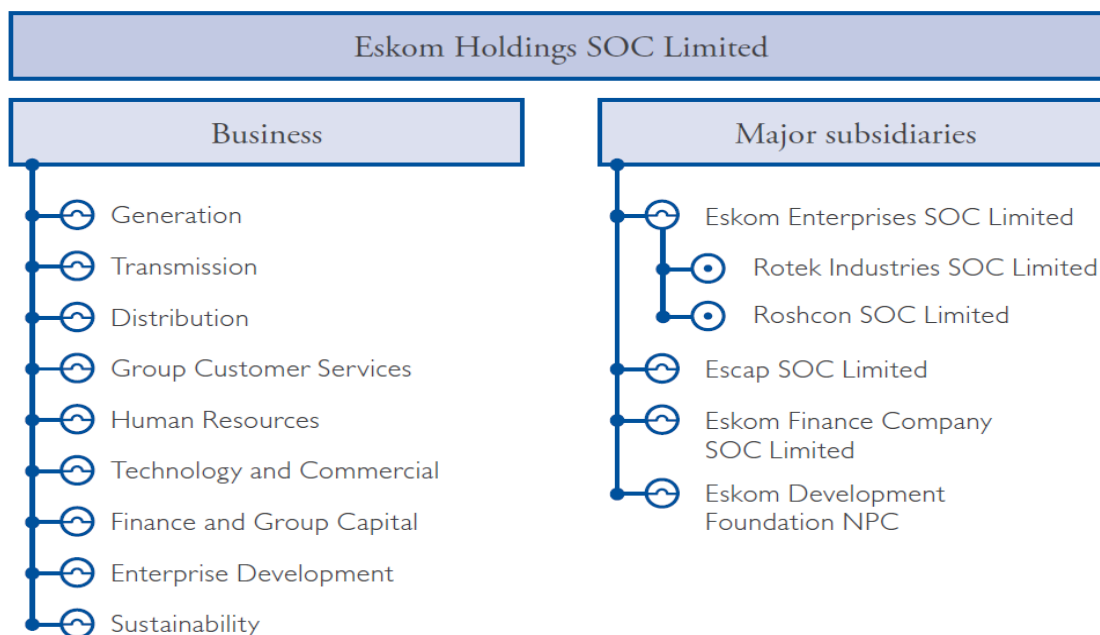 Eskom Holdings SOC Limited
Business
Generation
Transmission
Distribution
Group Customer Services
Human Resources
Technology and Commercial
Finance and Group Capital
Enterprise Development
Sustainability
Major subsidiaries
Eskom Enterprises SOC Limited
Rotek Industries SOC Limited
Roshcon SOC Limited
Escap SOC Limited
Eskom Finance Company
SOC Limited
Eskom Development
Foundation NPC